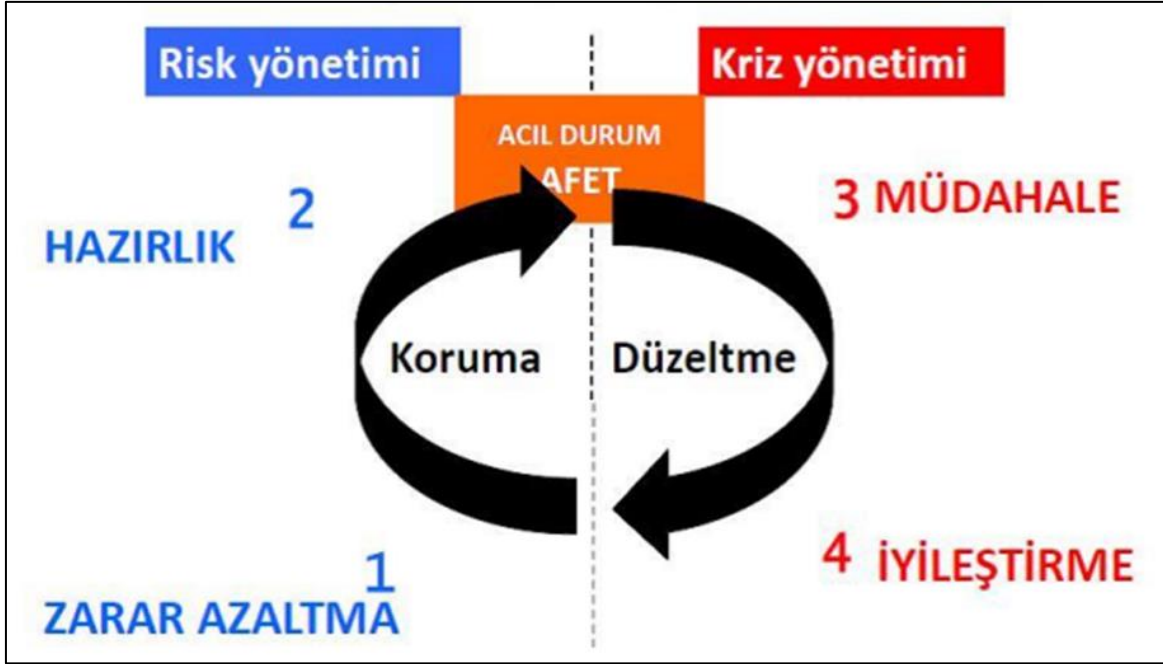 Risk yönetimi
Kriz yönetimi
ACIL DURUM
AFET
2
HAZIRLIK
3 MÜDAHALE
Koruma
Düzeltme
1
ZARAR AZALTMA
4 İYİLEŞTİRME